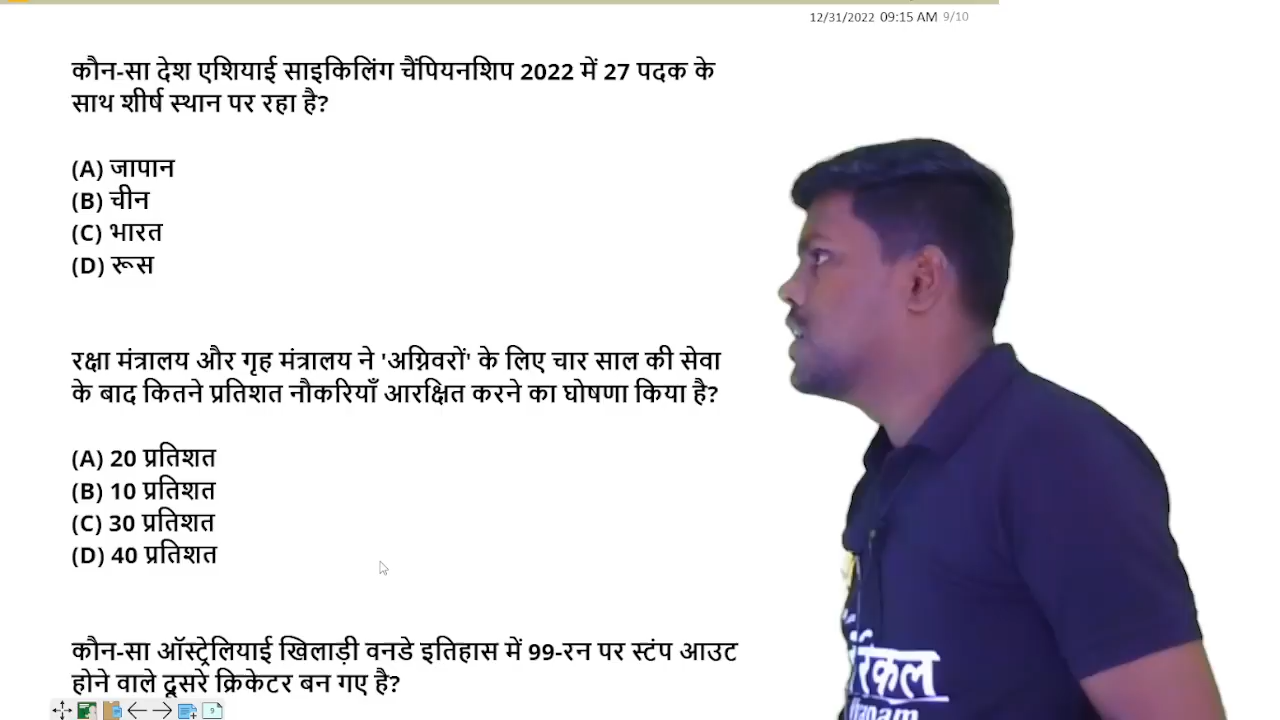 12/31/2022 09:15 AM 9/10
कौन-सा देश एशियाई साइकिलिंग चैंपियनशिप 2022 में 27 पदक के
साथ शीर्ष स्थान पर रहा है?
(A) जापान
(B) चीन
(C) भारत
(D) रूस
रक्षा मंत्रालय और गृह मंत्रालय ने 'अग्निवरों' के लिए चार साल की सेवा
के बाद कितने प्रतिशत नौकरियाँ आरक्षित करने का घोषणा किया है?
(A) 20 प्रतिशत
(B) 10 प्रतिशत
(C) 30 प्रतिशत
(D) 40 प्रतिशत
कौन-सा ऑस्ट्रेलियाई खिलाड़ी वनडे इतिहास में 99-रन पर स्टंप आउट
होने वाले दूसरे क्रिकेटर बन गए है?
9